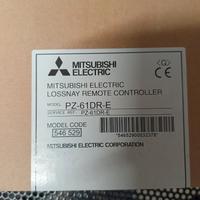 MITSUBISHI
ELECTRIC
MITSUBISHI ELECTRIC
LOSSNAY REMOTE CONTROLLER
MODEL PZ-61DR-E
SERVICE REF. PZ-61DR-E
MODEL CODE
546 529
MITSUBISHI ELECTRIC CORPORATION